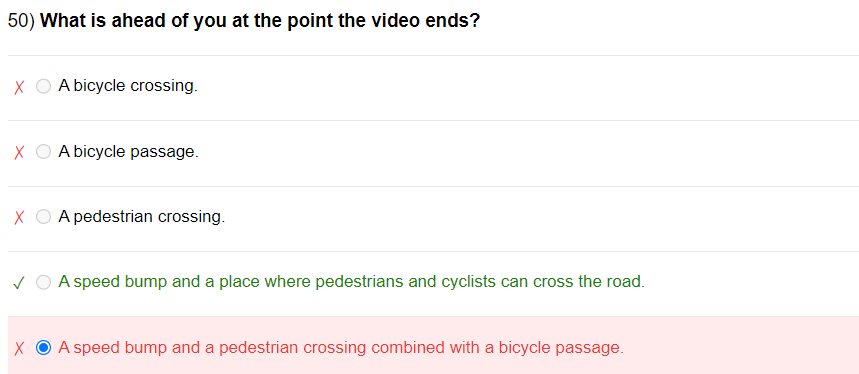 50) What is ahead of you at the point the video ends?
✗ A bicycle crossing.
✗ A bicycle passage.
✗ A pedestrian crossing.
✓ A speed bump and a place where pedestrians and cyclists can cross the road.
✗ A speed bump and a pedestrian crossing combined with a bicycle passage.